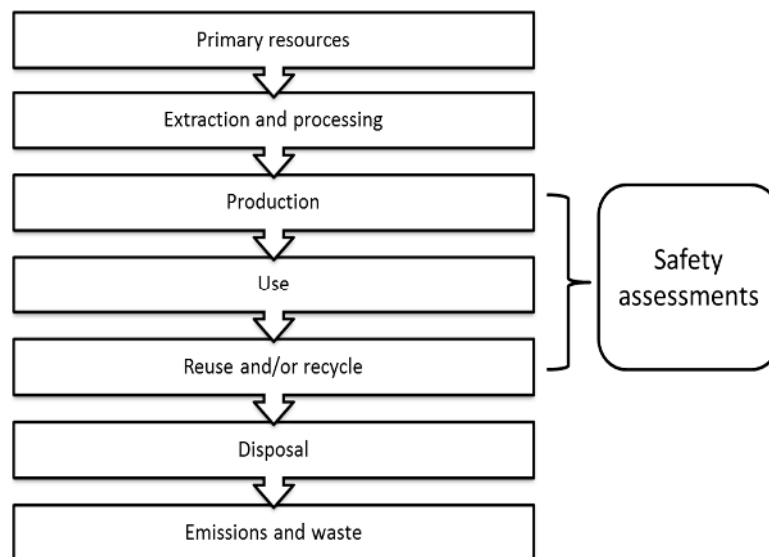 Primary resources
Extraction and processing
Production
Use
Reuse and/or recycle
Disposal
Emissions and waste
Safety
assessments